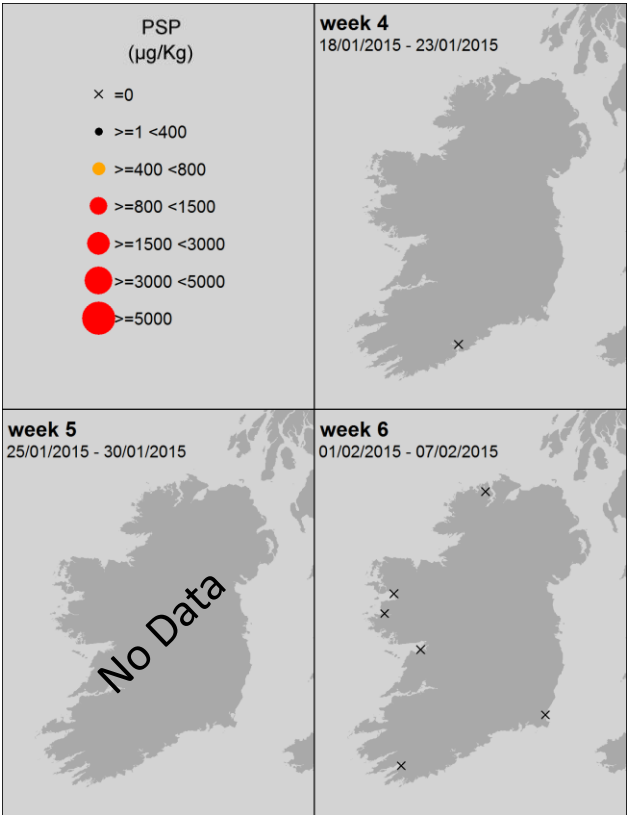 PSP
(µg/Kg)
=0
>=1 <400
>=400 <800
>=800 <1500
>=1500 <3000
>=3000 <5000
>=5000
week 4
18/01/2015 - 23/01/2015
week 5
25/01/2015 - 30/01/2015
No Data
week 6
01/02/2015 - 07/02/2015